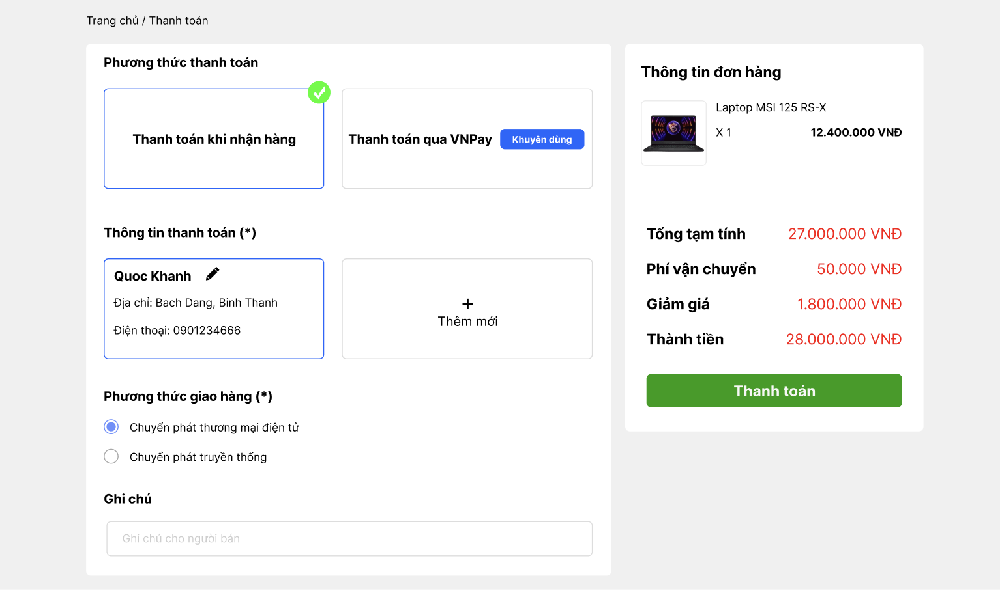 Trang chủ / Thanh toán
Phương thức thanh toán
Thanh toán khi nhận hàng
Thanh toán qua VNPay
Khuyên dùng
Thông tin thanh toán (*)
Quoc Khanh
Địa chỉ: Bach Dang, Binh Thanh
Điện thoại: 0901234666
+
Thêm mới
Phương thức giao hàng (*)
Chuyển phát thương mại điện tử
Chuyển phát truyền thống
Ghi chú
Ghi chú cho người bán
Thông tin đơn hàng
Laptop MSI 125 RS-X
X 1 12.400.000 VNĐ
Tổng tạm tính 27.000.000 VNĐ
Phí vận chuyển 50.000 VNĐ
Giảm giá 1.800.000 VNĐ
Thành tiền 28.000.000 VNĐ
Thanh toán